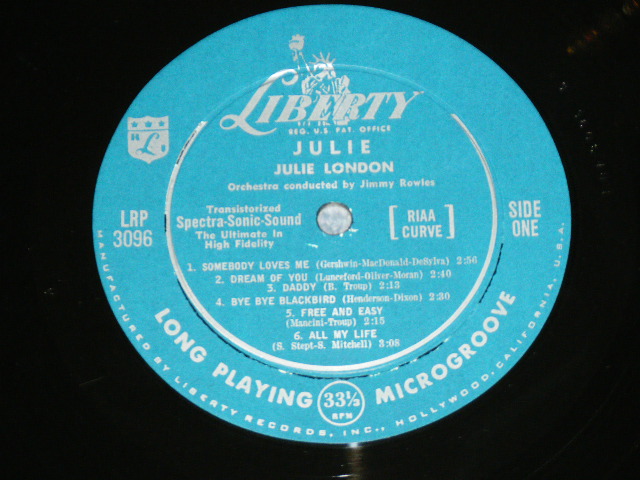 LIBERTY
REG. U.S. PAT. OFFICE
JULIE
JULIE LONDON
Orchestra conducted by Jimmy Rowles
LRP
3096
Transistorized
Spectra-Sonic-Sound
The Ultimate In
High Fidelity
[RIAA
CURVE]
SIDE
ONE
1. SOMEBODY LOVES ME (Gershwin-MacDonald-DeSylva) 2:56
2. DREAM OF YOU (Lunceford-Oliver-Moran) 2:40
3. DADDY (B. Troup) 2:13
4. BYE BYE BLACKBIRD (Henderson-Dixon) 2:30
5. FREE AND EASY
(Mancini-Troup) 2:15
6. ALL MY LIFE
(S. Stept-S. Mitchell) 3:08
LONG PLAYING 33⅓ RPM MICROGROOVE
MANUFACTURED BY LIBERTY RECORDS, INC., HOLLYWOOD, CALIFORNIA, U.S.A.